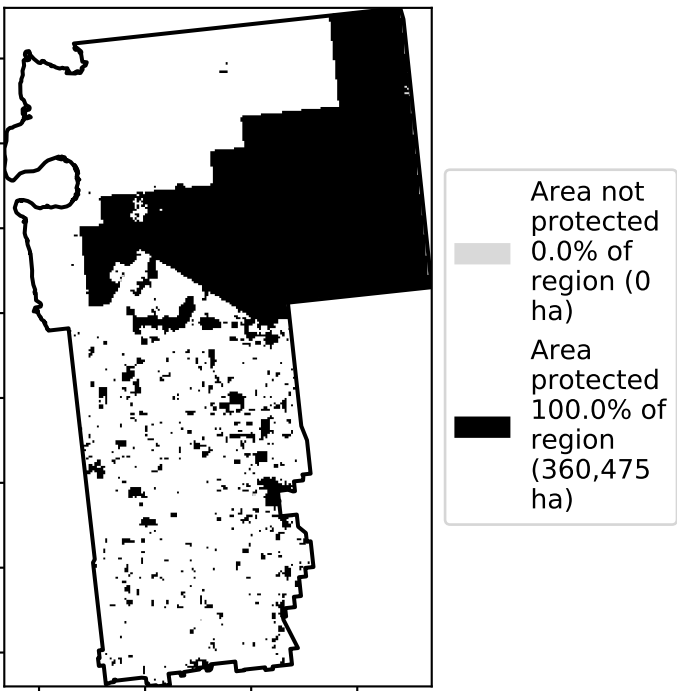 Area not
protected
0.0% of
region (0
ha)
Area
protected
100.0% of
region
(360,475
ha)